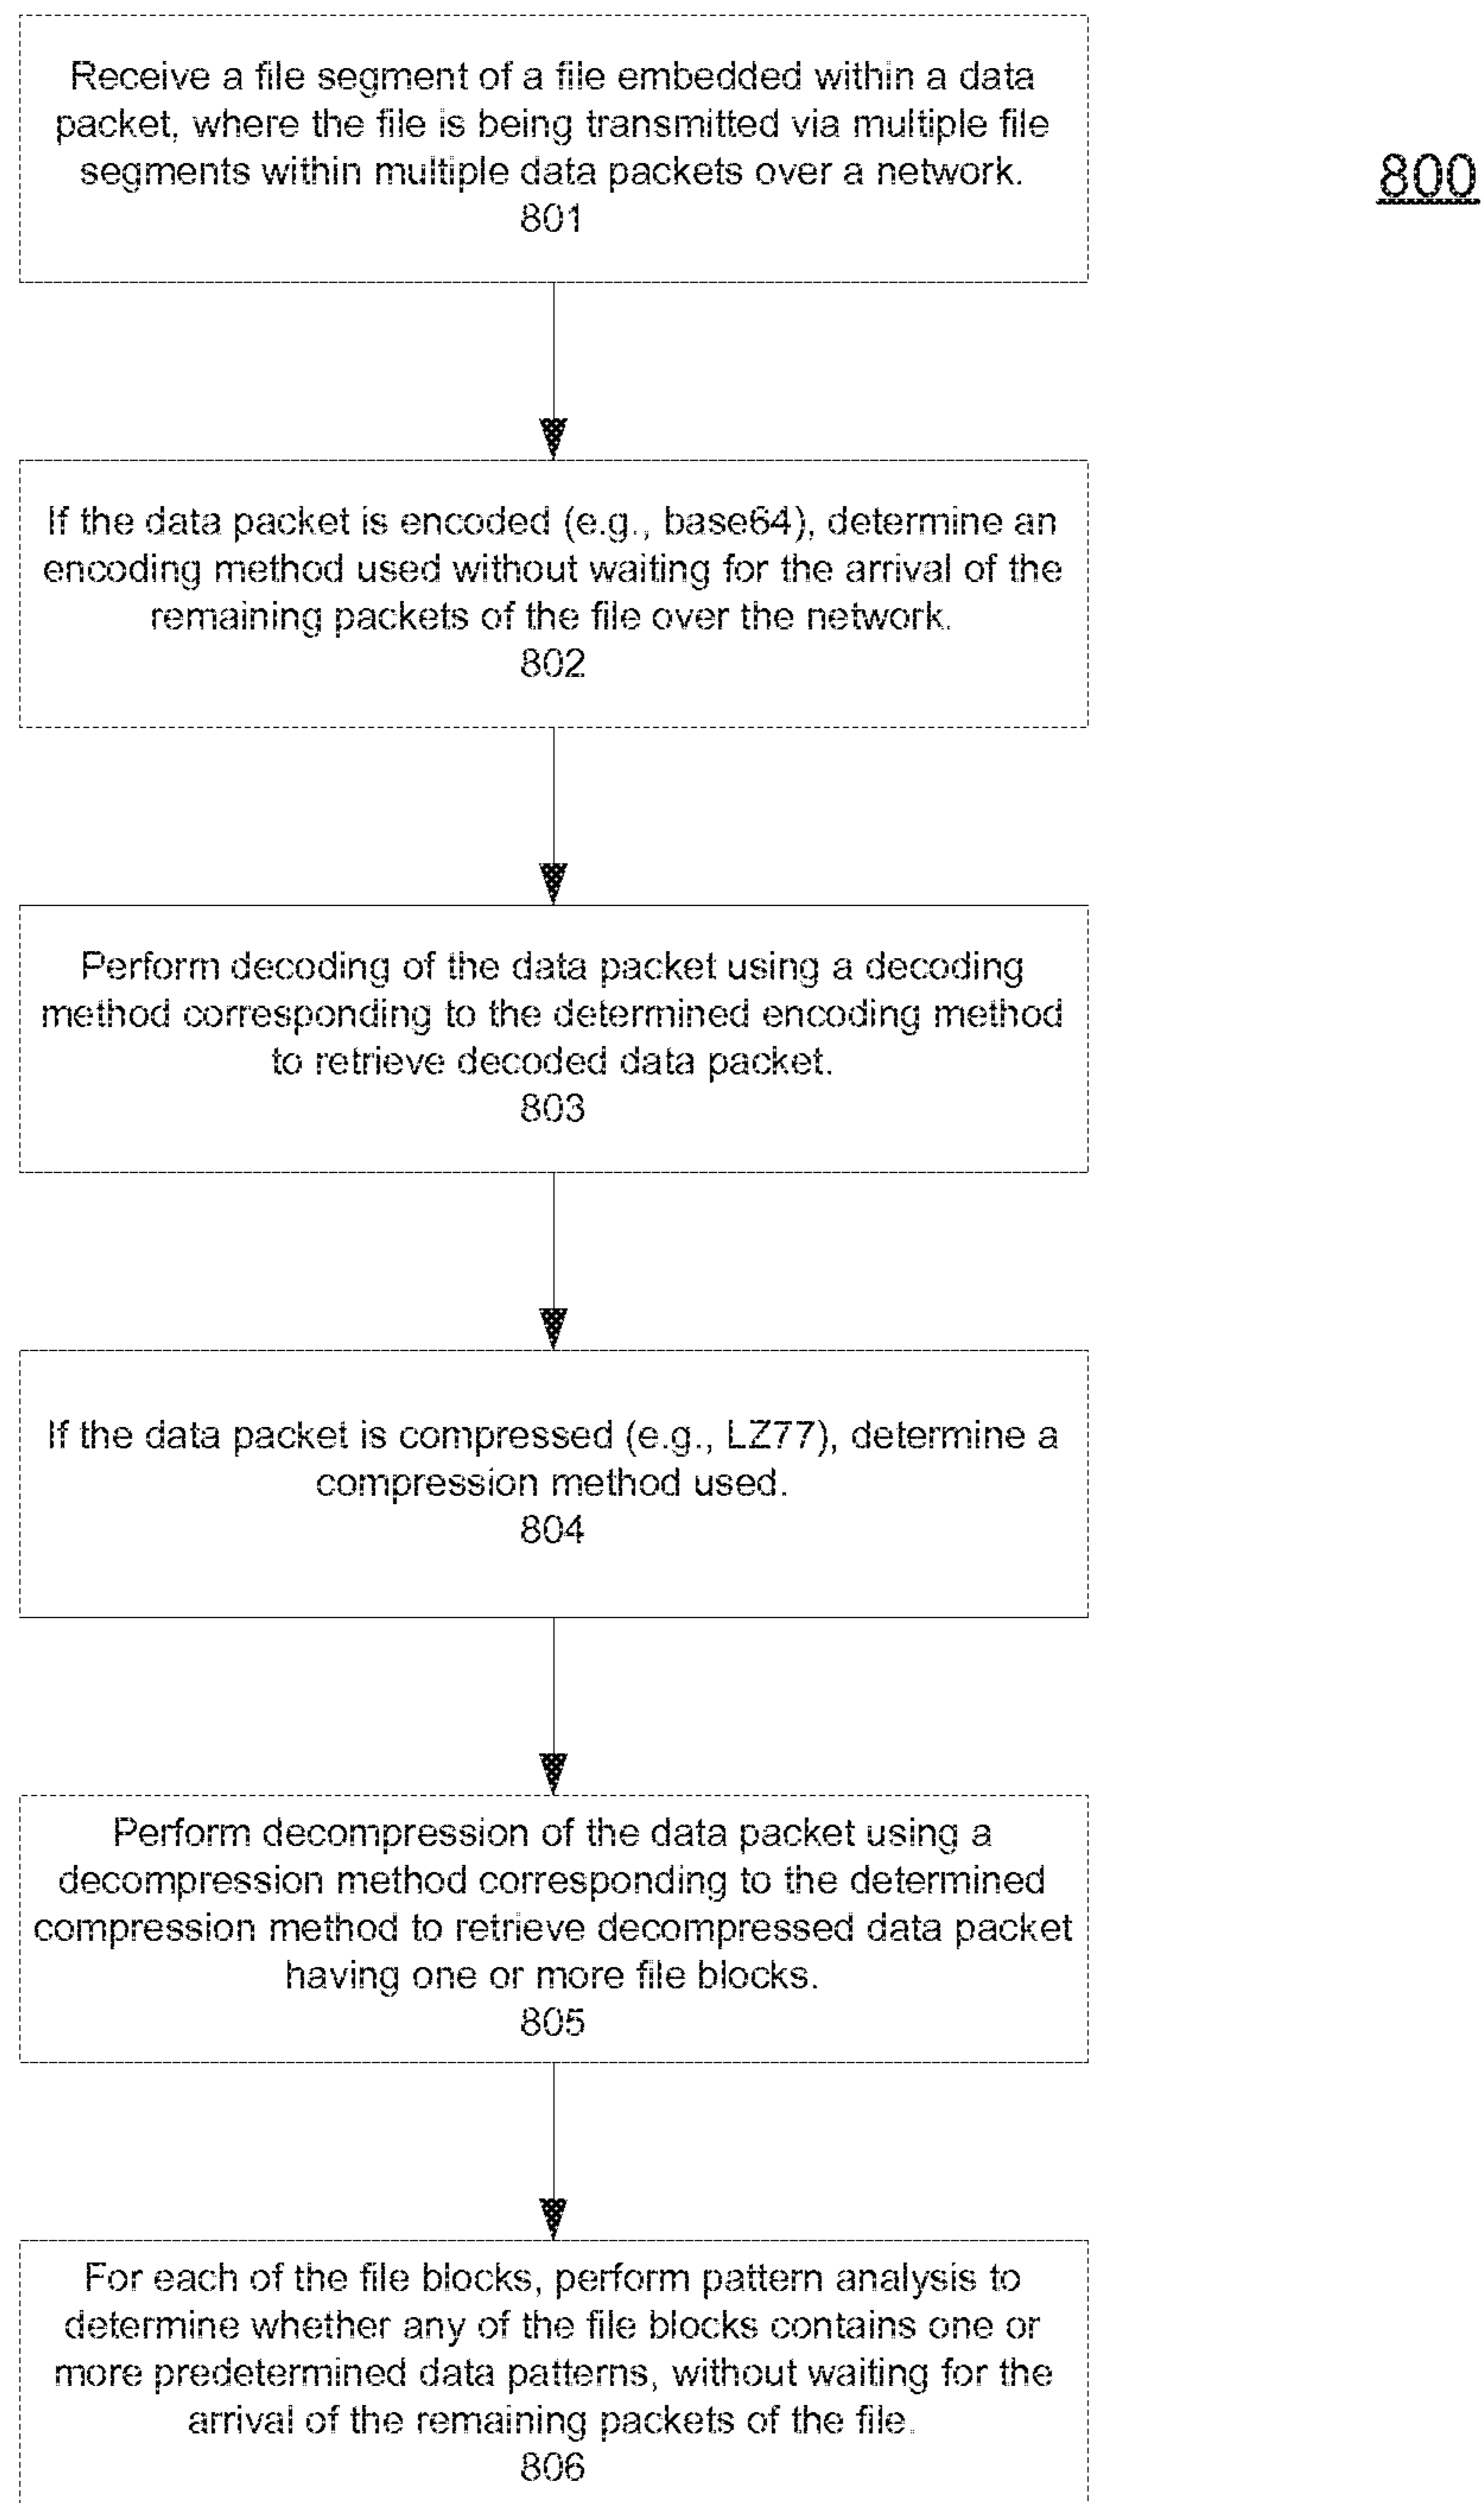 Receive a file segment of a file embedded within a data
packet, where the file is being transmitted via multiple file
segments within multiple data packets over a network.
801
800
If the data packet is encoded (e.g., base64), determine an
encoding method used without waiting for the arrival of the
remaining packets of the file over the network.
802
Perform decoding of the data packet using a decoding
method corresponding to the determined encoding method
to retrieve decoded data packet.
803
If the data packet is compressed (e.g., LZ77), determine a
compression method used.
804
Perform decompression of the data packet using a
decompression method corresponding to the determined
compression method to retrieve decompressed data packet
having one or more file blocks.
805
For each of the file blocks, perform pattern analysis to
determine whether any of the file blocks contains one or
more predetermined data patterns, without waiting for the
arrival of the remaining packets of the file.
806